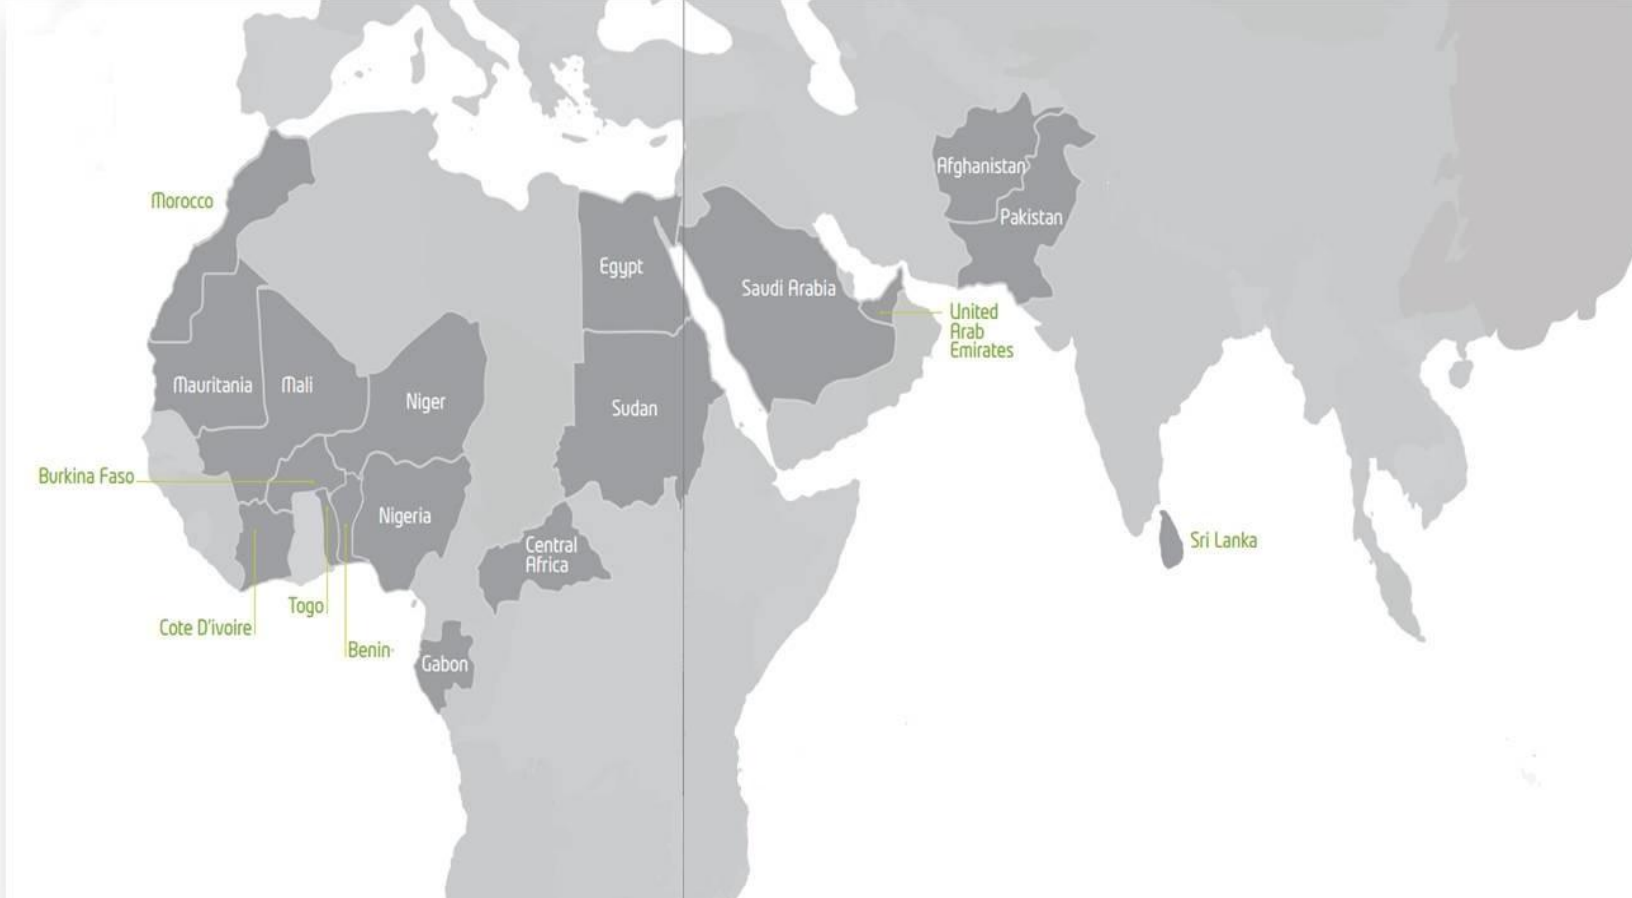 Afghanistan
Morocco
Pakistan
Egypt
Saudi Arabia
United
Arab
Emirates
Mauritania
Mali
Niger
Sudan
Burkina Faso
Nigeria
Central
Africa
Sri Lanka
Togo
Cote D'ivoire
Benin
Gabon